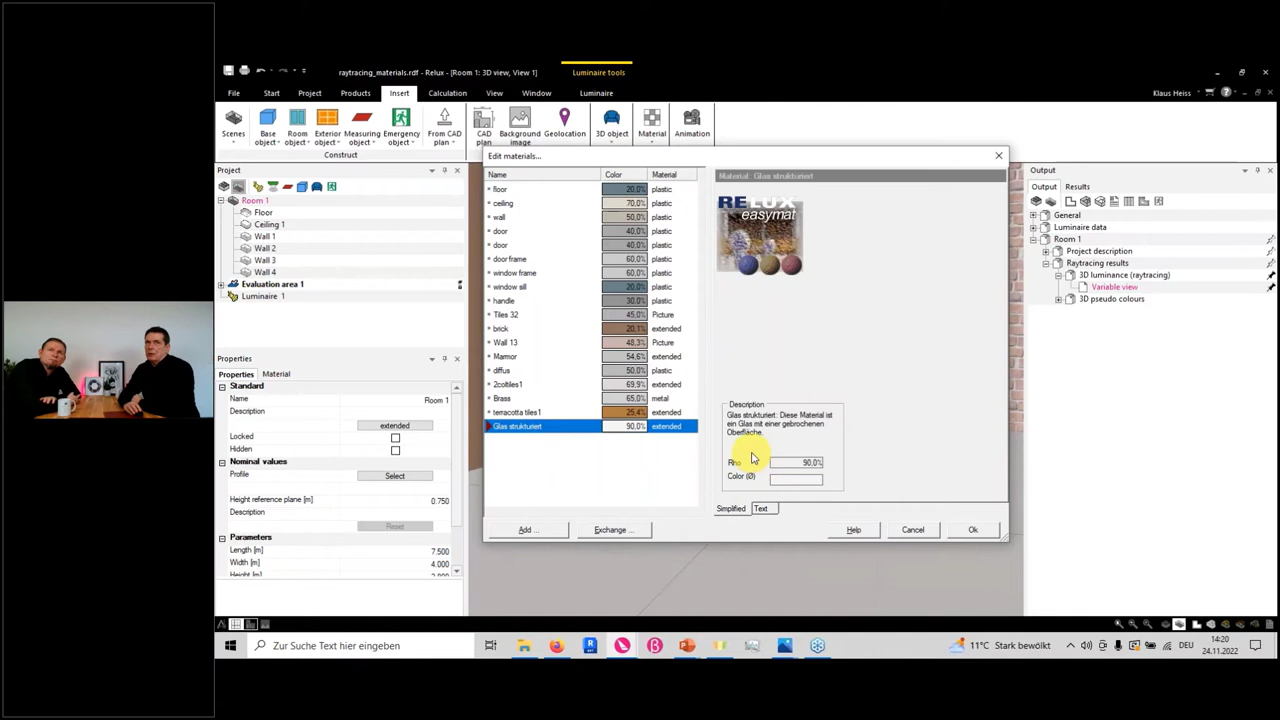 raytracing_materials.rdf - Relux - [Room 1: 3D view, View 1]
Luminaire tools
File Start Project Products Insert Calculation View Window Luminaire
Klaus Heiss
Scenes
Base object
Room object
Exterior object
Measuring object
Emergency object
From CAD plan
CAD plan
Background image
Geolocation
3D object
Material
Animation
Construct
Project
Room 1
Floor
Ceiling 1
Wall 1
Wall 2
Wall 3
Wall 4
Evaluation area 1
Luminaire 1
Properties
Properties Material
Standard
Name Room 1
Description
extended
Locked
Hidden
Nominal values
Profile Select
Height reference plane [m] 0.750
Description
Reset
Parameters
Length [m] 7.500
Width [m] 4.000
Edit materials...
Name Color Material
floor 20,0% plastic
ceiling 70,0% plastic
wall 50,0% plastic
door 40,0% plastic
door 40,0% plastic
door frame 60,0% plastic
window frame 60,0% plastic
window sill 20,0% plastic
handle 30,0% plastic
Tiles 32 45,0% Picture
brick 20,1% extended
Wall 13 48,3% Picture
Marmor 54,6% extended
diffus 50,0% plastic
2coltiles1 69,9% extended
Brass 65,0% metal
terracotta tiles1 25,4% extended
Glas strukturiert 90,0% extended
Material: Glas strukturiert
RELUX
easymat
Description
Glas strukturiert: Diese Material ist
ein Glas mit einer gebrochenen
Oberfläche.
Rho 90,0%
Color (Ø)
Simplified Text
Add ... Exchange ... Help Cancel Ok
Output
Output Results
General
Luminaire data
Room 1
Project description
Raytracing results
3D luminance (raytracing)
Variable view
3D pseudo colours
Zur Suche Text hier eingeben
11°C Stark bewölkt
DEU
14:20
24.11.2022